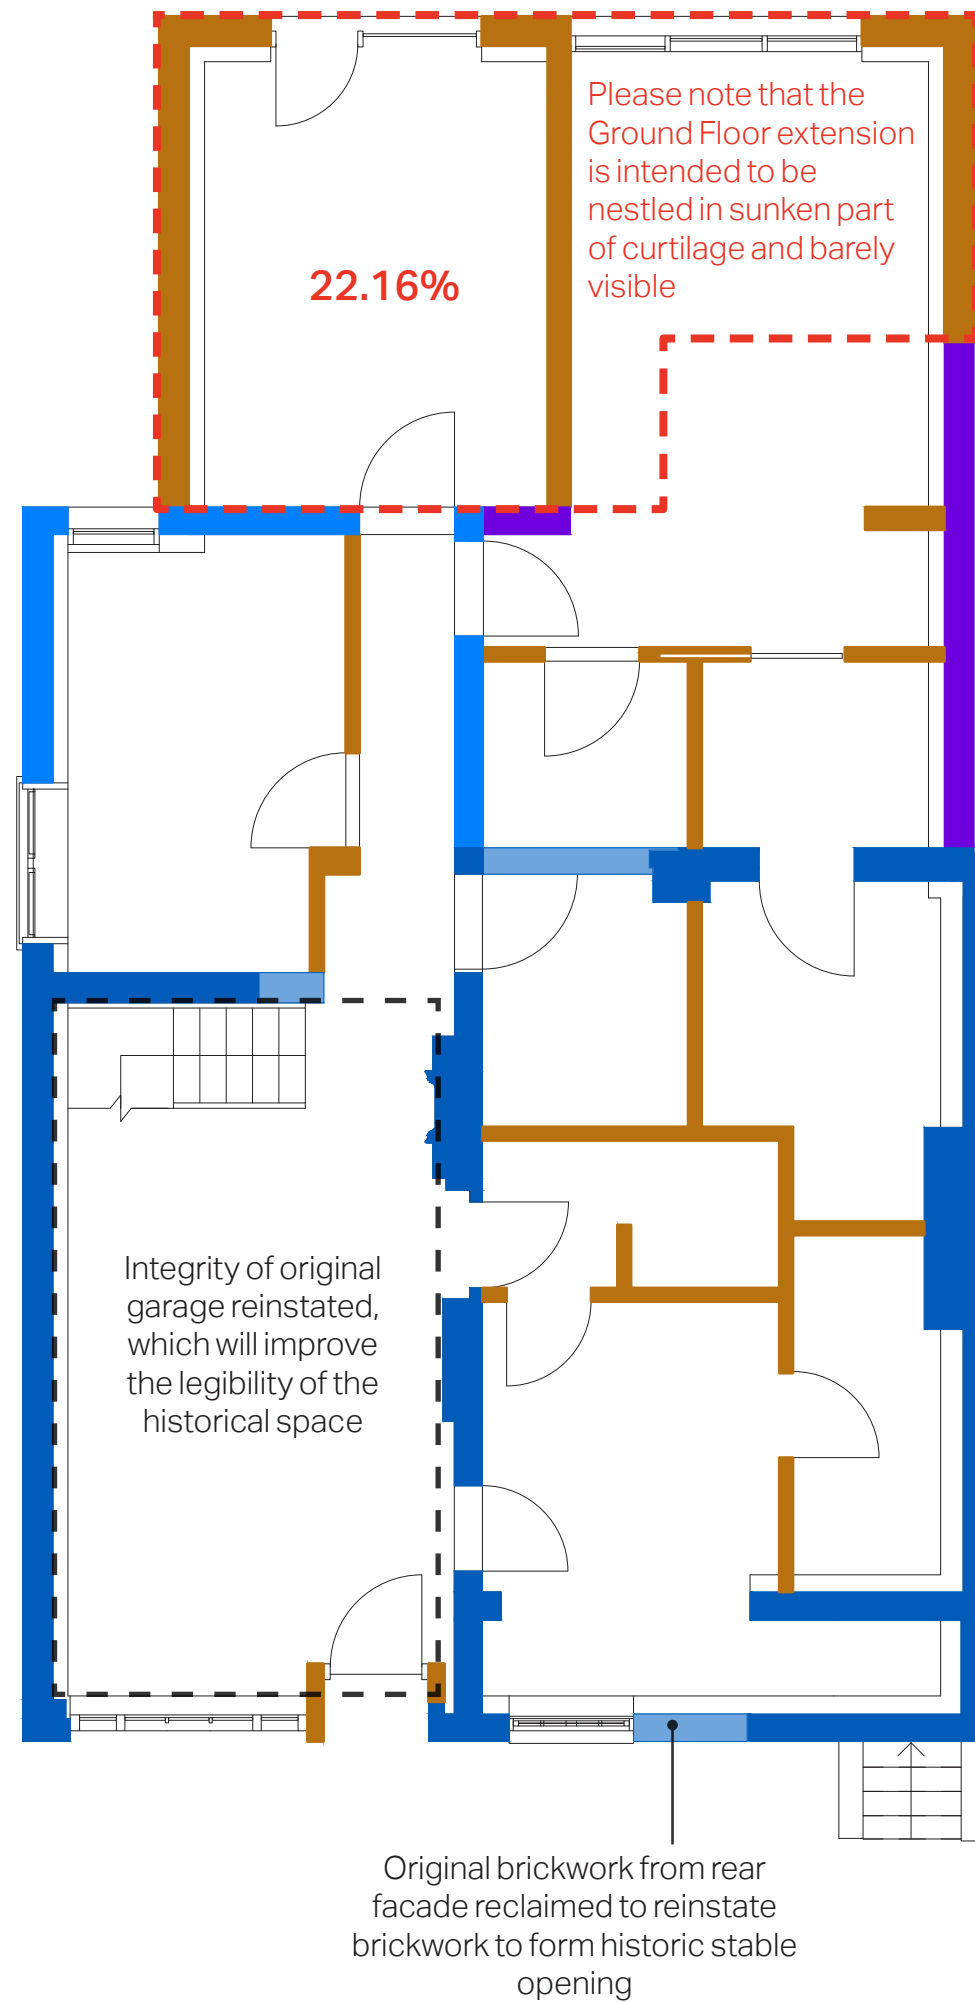 Please note that the
Ground Floor extension
is intended to be
nestled in sunken part
of curtilage and barely
visible
22.16%
Integrity of original
garage reinstated,
which will improve
the legibility of the
historical space
Original brickwork from rear
facade reclaimed to reinstate
brickwork to form historic stable
opening